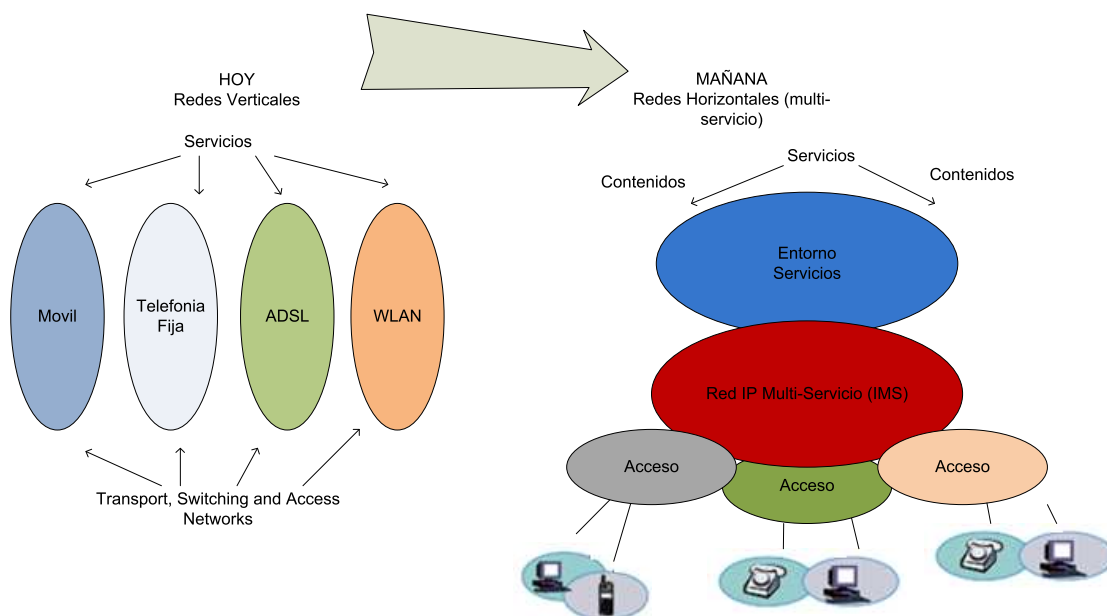 HOY
Redes Verticales
Servicios
Movil
Telefonia
Fija
ADSL
WLAN
Transport, Switching and Access
Networks
MAÑANA
Redes Horizontales (multi-
servicio)
Servicios
Contenidos
Contenidos
Entorno
Servicios
Red IP Multi-Servicio (IMS)
Acceso
Acceso
Acceso